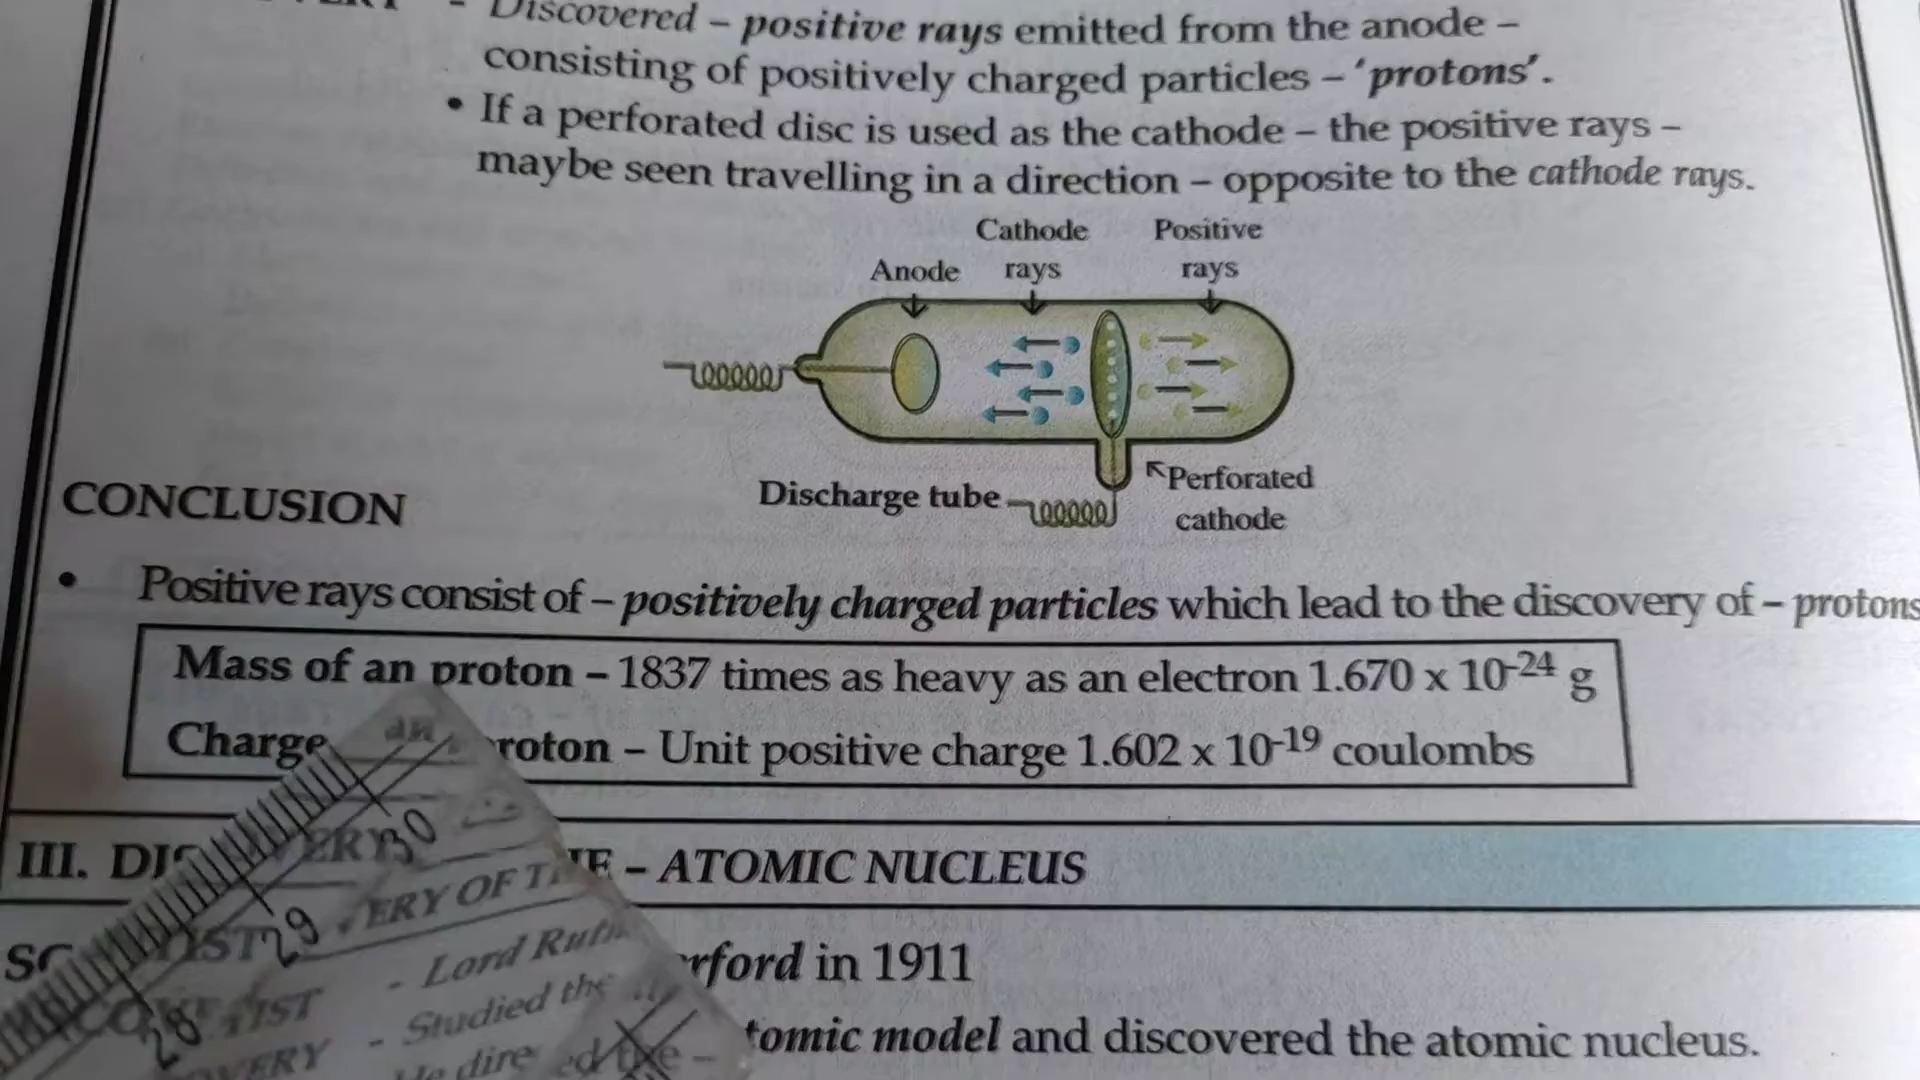 Discovered – positive rays emitted from the anode –
consisting of positively charged particles – 'protons'.
• If a perforated disc is used as the cathode – the positive rays –
maybe seen travelling in a direction – opposite to the cathode rays.
Cathode rays
Positive rays
Anode
Discharge tube
Perforated cathode
CONCLUSION
• Positive rays consist of – positively charged particles which lead to the discovery of – protons
Mass of an proton – 1837 times as heavy as an electron 1.670 x 10-24 g
Charge roton – Unit positive charge 1.602 x 10-19 coulombs
III. – ATOMIC NUCLEUS
rford in 1911
tomic model and discovered the atomic nucleus.
30
29
28
ERY OF
- Lord
- Studied the